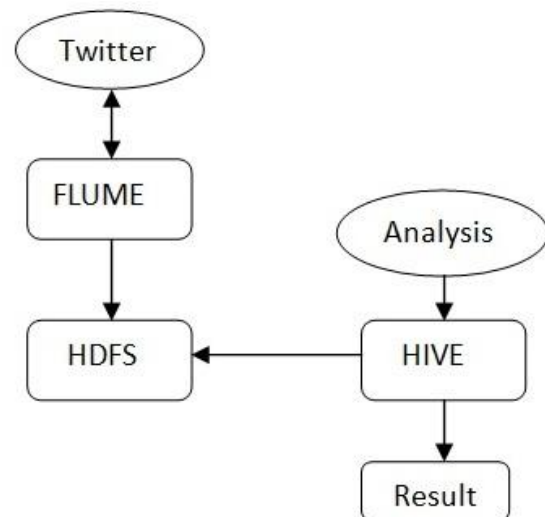 Twitter
FLUME
Analysis
HDFS
HIVE
Result